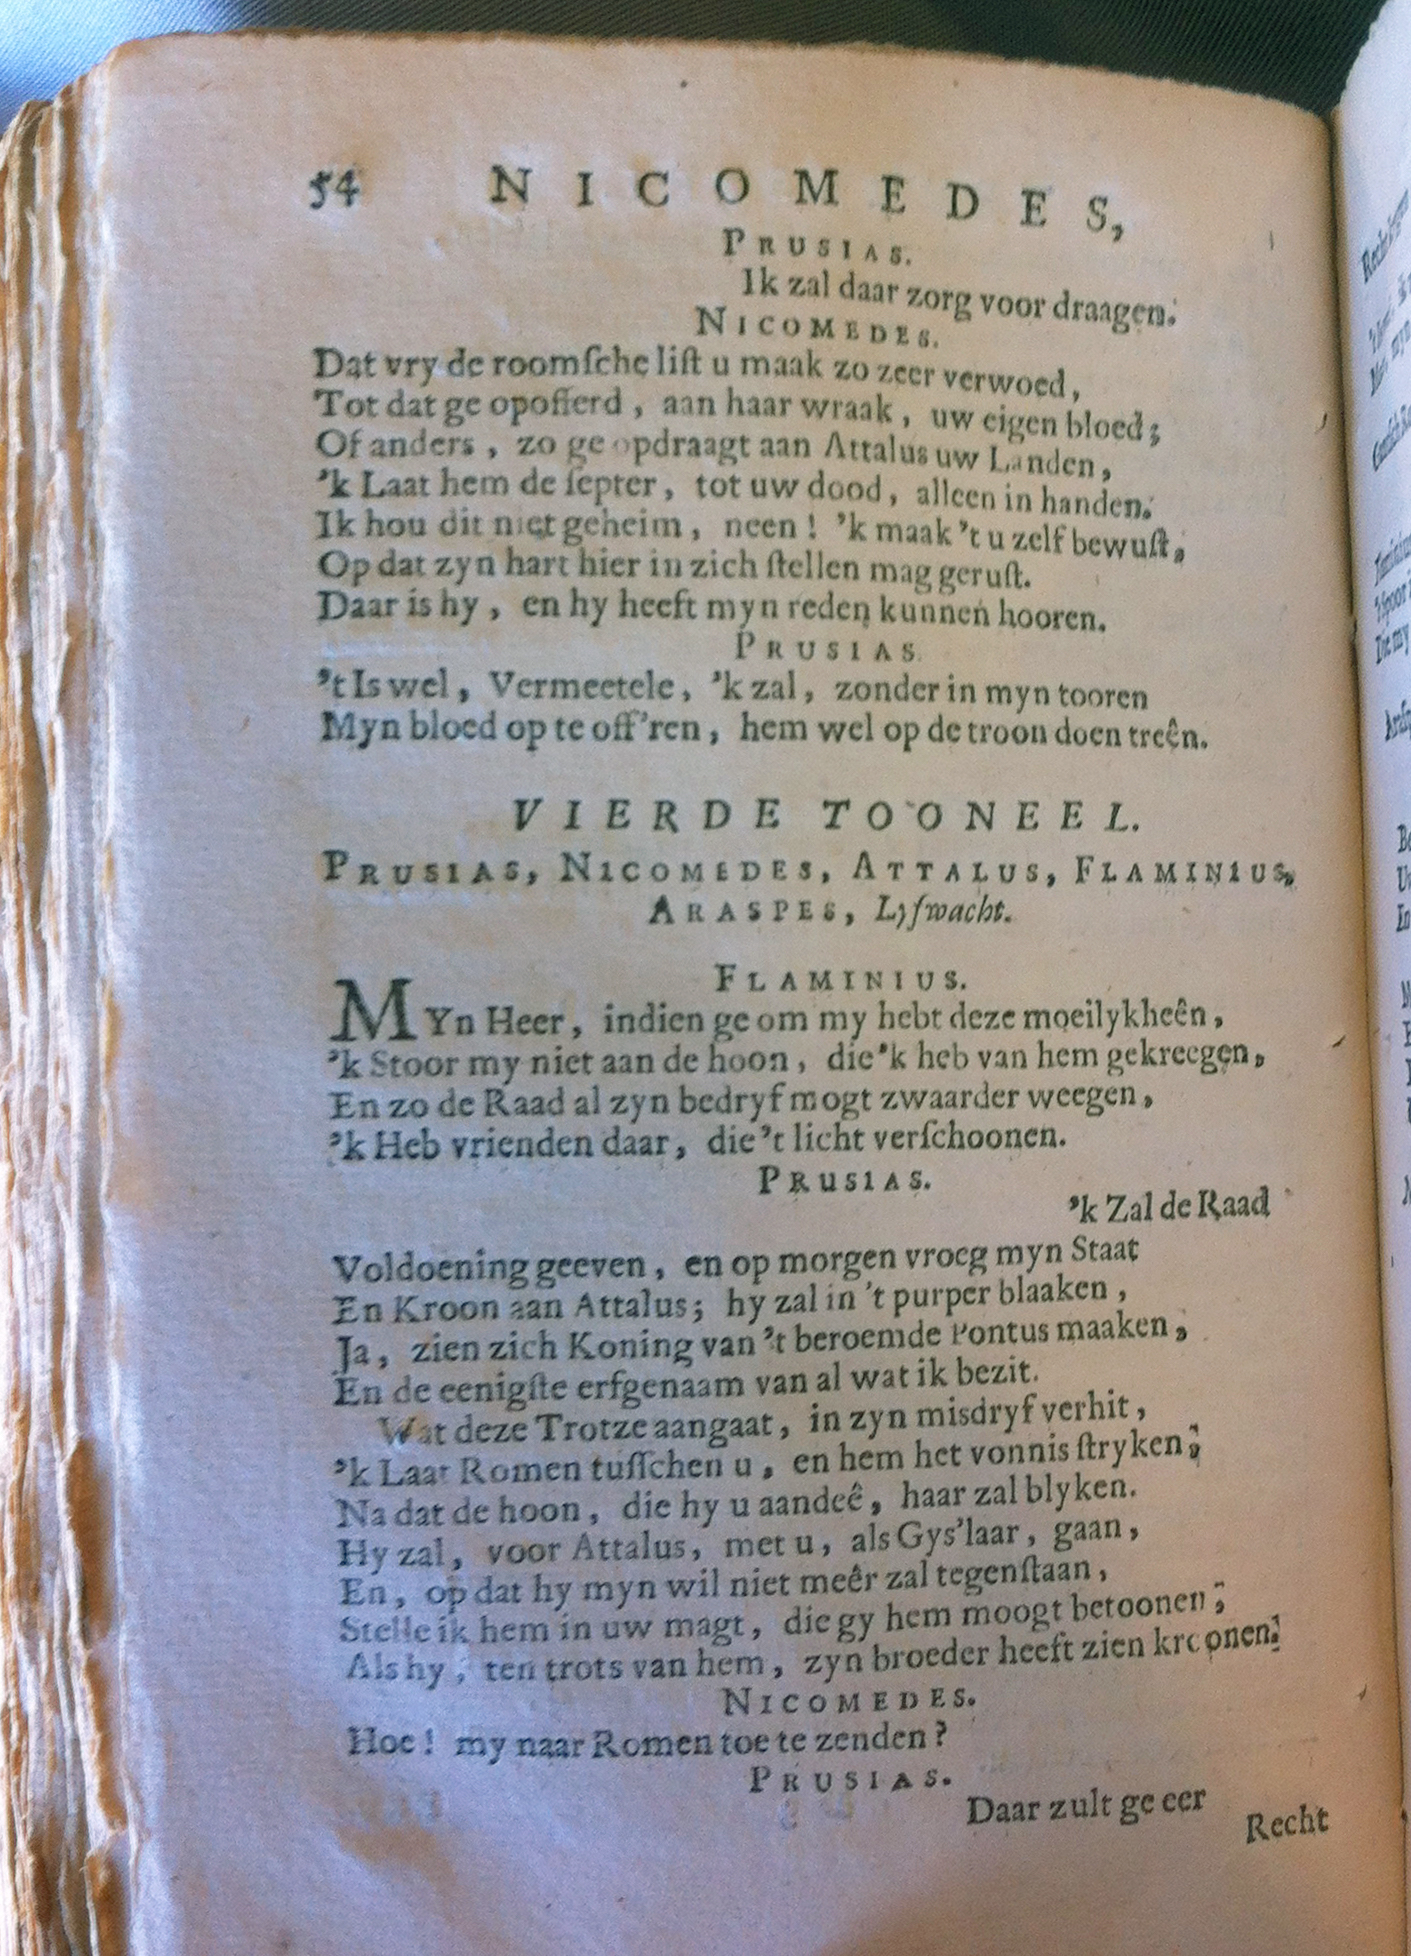 54 NICOMEDES,
PRUSIAS.
Ik zal daar zorg voor draagen.
NICOMEDES.
Dat vry de roomſche liſt u maak zo zeer verwoed,
Tot dat ge opofferd, aan haar wraak, uw eigen bloed;
Of anders, zo ge opdraagt aan Attalus uw Landen,
'k Laat hem de ſepter, tot uw dood, alleen in handen.
Ik hou dit niet geheim, neen! 'k maak 't u zelf bewuſt,
Op dat zyn hart hier in zich ſtellen mag geruſt.
Daar is hy, en hy heeft myn reden kunnen hooren.
PRUSIAS.
't Is wel, Vermeetele, 'k zal, zonder in myn tooren
Myn bloed op te off'ren, hem wel op de troon doen treên.
VIERDE TOONEEL.
PRUSIAS, NICOMEDES, ATTALUS, FLAMINIUS,
ARASPES, Lyfwacht.
FLAMINIUS.
MYn Heer, indien ge om my hebt deze moeilykheên,
'k Stoor my niet aan de hoon, die 'k heb van hem gekreegen,
En zo de Raad al zyn bedryf mogt zwaarder weegen,
'k Heb vrienden daar, die 't licht verſchoonen.
PRUSIAS.
'k Zal de Raad
Voldoening geeven, en op morgen vroeg myn Staat
En Kroon aan Attalus; hy zal in 't purper blaaken,
Ja, zien zich Koning van 't beroemde Pontus maaken,
En de eenigſte erfgenaam van al wat ik bezit.
Wat deze Trotze aangaat, in zyn misdryf verhit,
'k Laat Romen tuſſchen u, en hem het vonnis ſtryken;
Na dat de hoon, die hy u aandeê, haar zal blyken.
Hy zal, voor Attalus, met u, als Gys'laar, gaan,
En, op dat hy myn wil niet meêr zal tegenſtaan,
Stelle ik hem in uw magt, die gy hem moogt betoonen;
Als hy, ten trots van hem, zyn broeder heeft zien kroonen.
NICOMEDES.
Hoe! my naar Romen toe te zenden?
PRUSIAS.
Daar zult ge eer
Recht